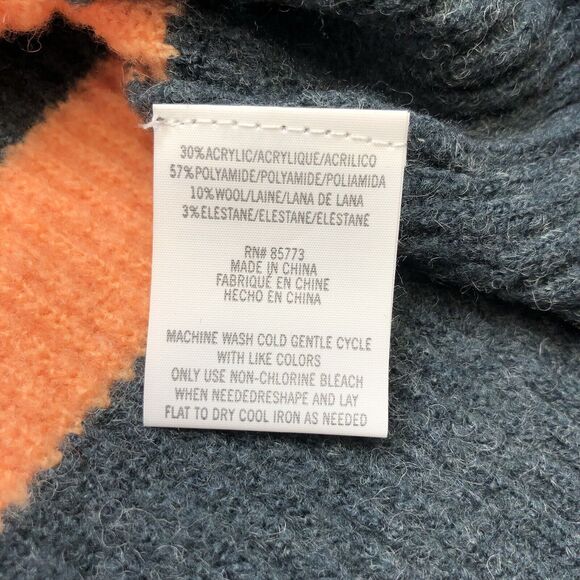 30%ACRYLIC/ACRYLIQUE/ACRILICO
57%POLYAMIDE/POLYAMIDE/POLIAMIDA
10%WOOL/LAINE/LANA DE LANA
3%ELESTANE/ELESTANE/ELESTANE
RN# 85773
MADE IN CHINA
FABRIQUÉ EN CHINE
HECHO EN CHINA
MACHINE WASH COLD GENTLE CYCLE
WITH LIKE COLORS
ONLY USE NON-CHLORINE BLEACH
WHEN NEEDEDRESHAPE AND LAY
FLAT TO DRY COOL IRON AS NEEDED